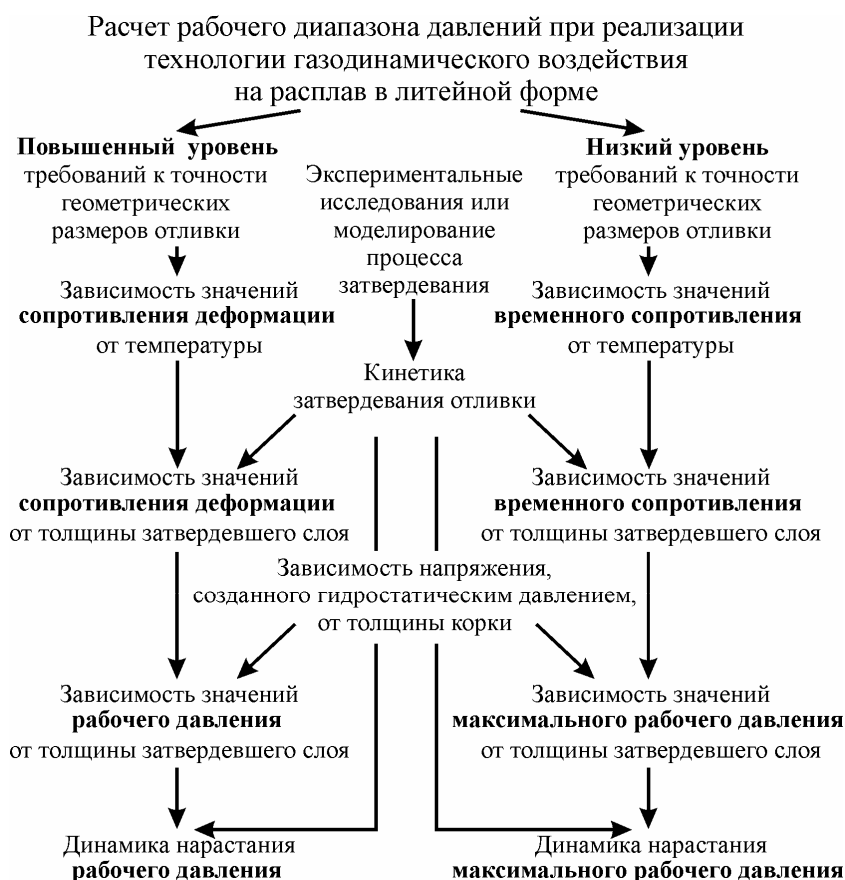 Расчет рабочего диапазона давлений при реализации
технологии газодинамического воздействия
на расплав в литейной форме
Повышенный уровень
требований к точности
геометрических
размеров отливки
Экспериментальные
исследования или
моделирование
процесса
затвердевания
Низкий уровень
требований к точности
геометрических
размеров отливки
Зависимость значений
сопротивления деформации
от температуры
Зависимость значений
временного сопротивления
от температуры
Кинетика
затвердевания отливки
Зависимость значений
сопротивления деформации
от толщины затвердевшего слоя
Зависимость значений
временного сопротивления
от толщины затвердевшего слоя
Зависимость напряжения,
созданного гидростатическим давлением,
от толщины корки
Зависимость значений
рабочего давления
от толщины затвердевшего слоя
Зависимость значений
максимального рабочего давления
от толщины затвердевшего слоя
Динамика нарастания
рабочего давления
Динамика нарастания
максимального рабочего давления